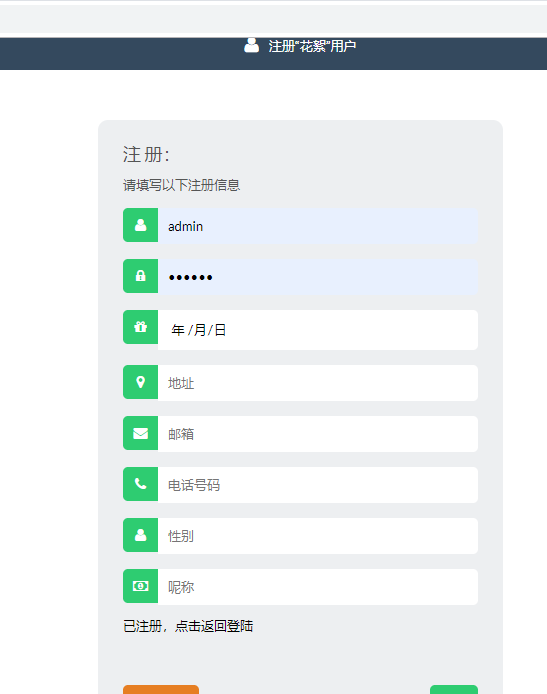 注册“花絮”用户
注 册：
请填写以下注册信息
admin
••••••
年 /月/日
地址
邮箱
电话号码
性别
呢称
已注册，点击返回登陆